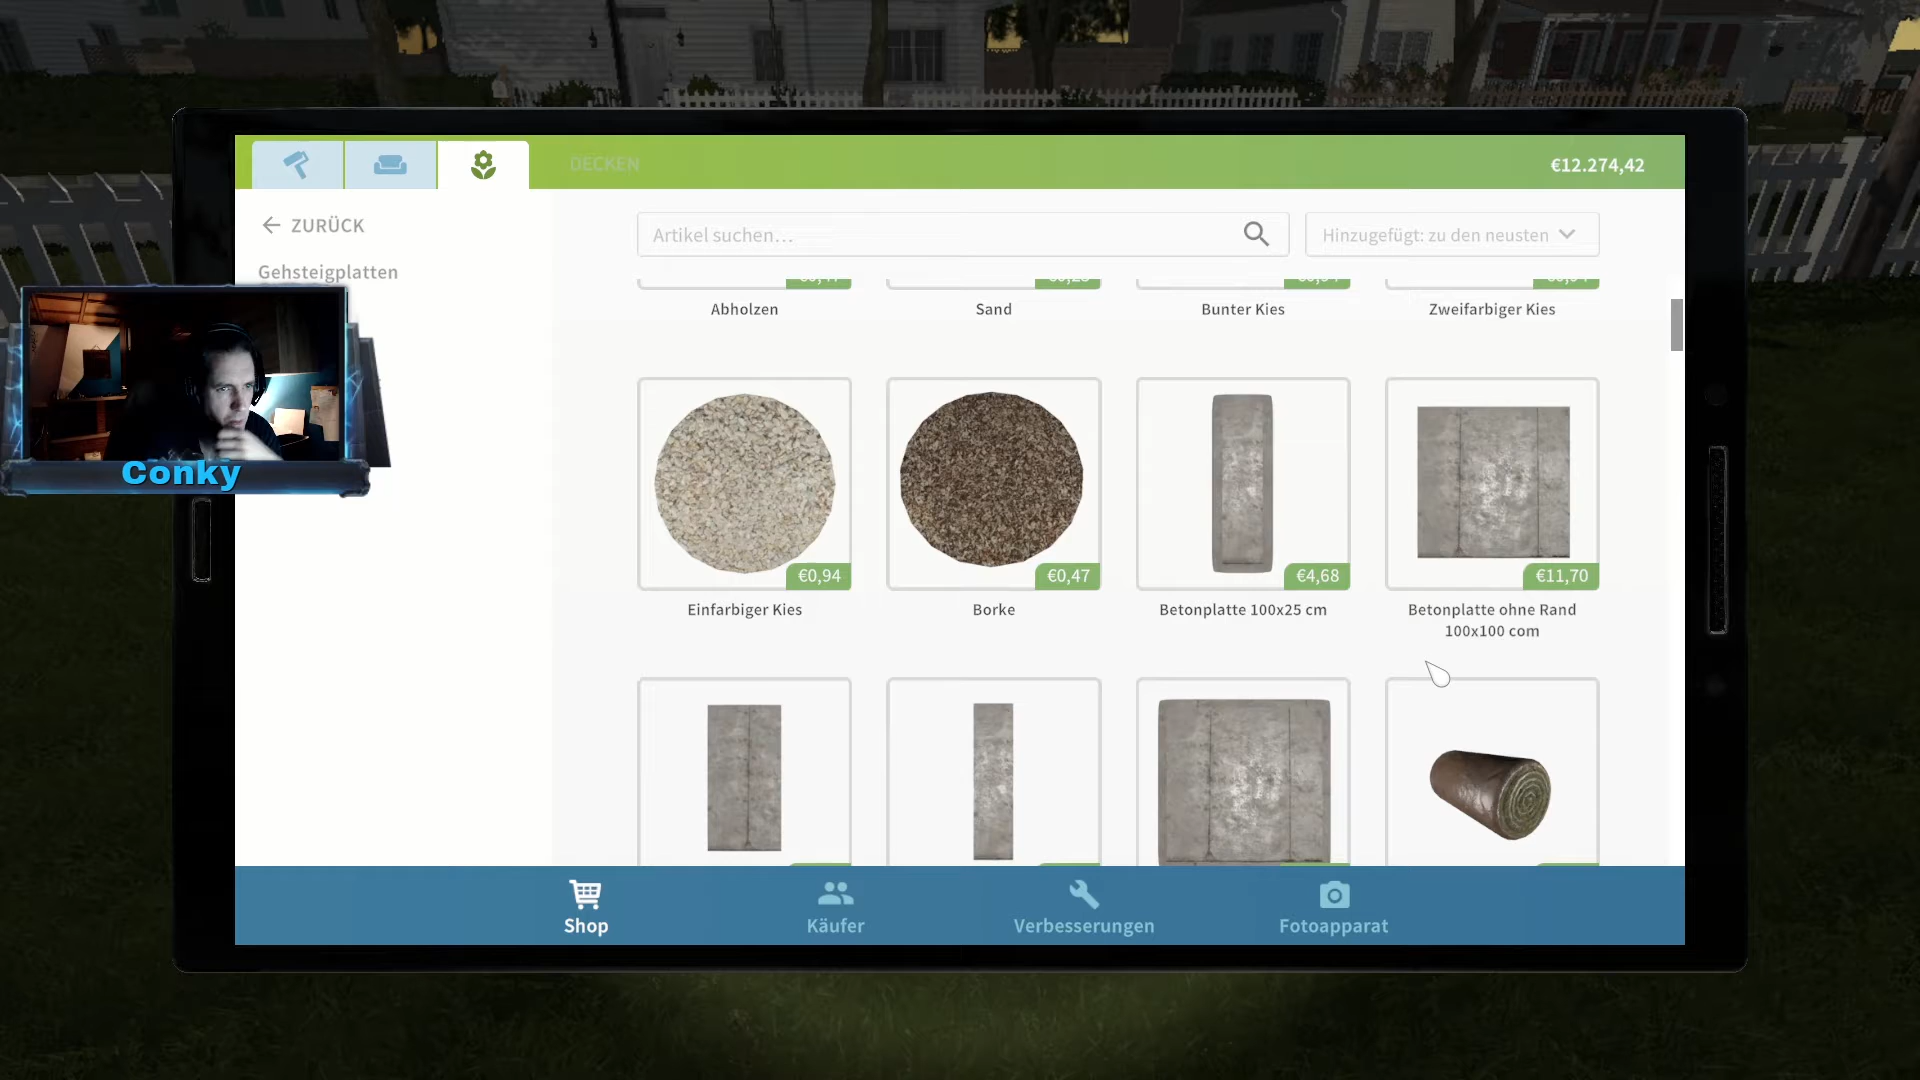 DECKEN
€12.274,42
ZURÜCK
Gehsteigplatten
Artikel suchen...
Hinzugefügt: zu den neusten
Abholzen
Sand
Bunter Kies
Zweifarbiger Kies
€0,94
€0,47
€4,68
€11,70
Einfarbiger Kies
Borke
Betonplatte 100x25 cm
Betonplatte ohne Rand
100x100 com
Conky
Shop
Käufer
Verbesserungen
Fotoapparat